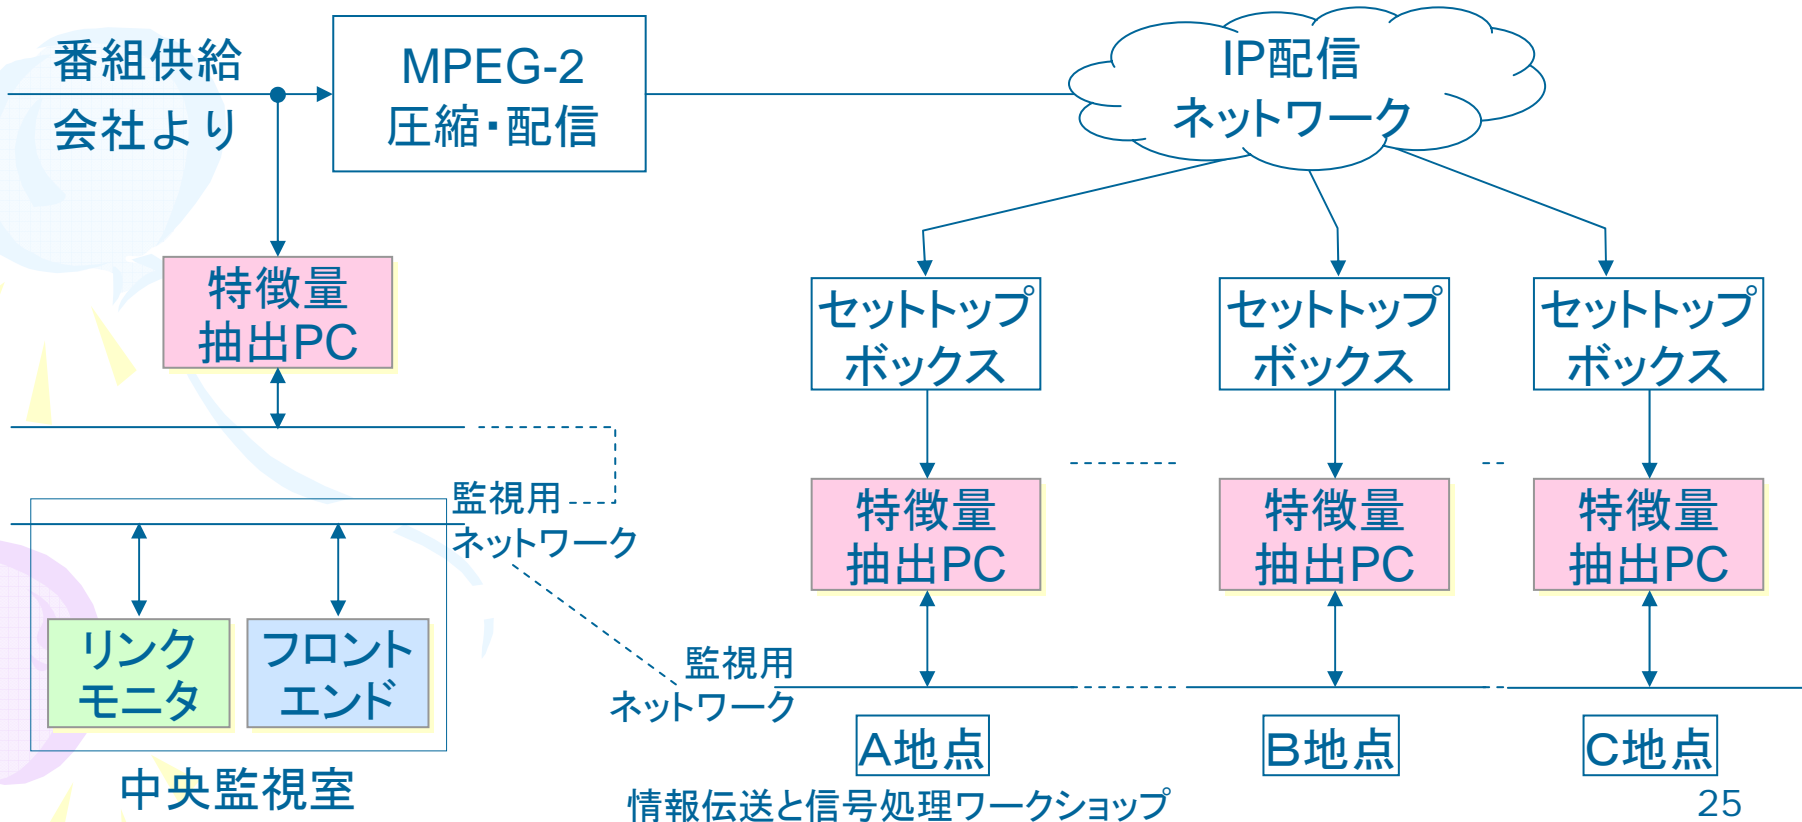 番組供給
会社より
MPEG-2
圧縮・配信
IP配信
ネットワーク
特徴量
抽出PC
セットトップ
ボックス
セットトップ
ボックス
セットトップ
ボックス
監視用
ネットワーク
特徴量
抽出PC
特徴量
抽出PC
特徴量
抽出PC
リンク
モニタ
フロント
エンド
監視用
ネットワーク
中央監視室
A地点
B地点
C地点
情報伝送と信号処理ワークショップ
25